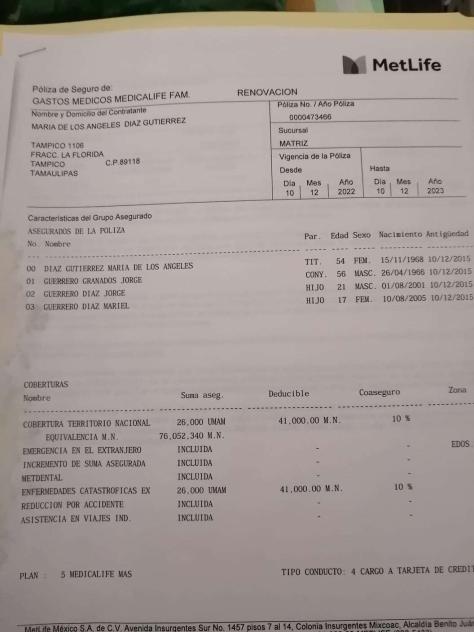 MetLife
Póliza de Seguro de:
GASTOS MEDICOS MEDICALIFE FAM. RENOVACION
Nombre y Domicilio del Contratante
MARIA DE LOS ANGELES DIAZ GUTIERREZ
TAMPICO 1106
FRACC. LA FLORIDA
TAMPICO C.P.89118
TAMAULIPAS
Póliza No. / Año Póliza
0000473466
Sucursal
MATRIZ
Vigencia de la Póliza
Desde Hasta
Día Mes Año Día Mes Año
10 12 2022 10 12 2023
Características del Grupo Asegurado
ASEGURADOS DE LA POLIZA
No. Nombre Par. Edad Sexo Nacimiento Antigüedad
00 DIAZ GUTIERREZ MARIA DE LOS ANGELES TIT. 54 FEM. 15/11/1968 10/12/2015
01 GUERRERO GRANADOS JORGE CONY. 56 MASC. 26/04/1966 10/12/2015
02 GUERRERO DIAZ JORGE HIJO 21 MASC. 01/08/2001 10/12/2015
03 GUERRERO DIAZ MARIEL HIJO 17 FEM. 10/08/2005 10/12/2015
COBERTURAS
Nombre Suma aseg. Deducible Coaseguro Zona
COBERTURA TERRITORIO NACIONAL 26,000 UMAM 41,000.00 M.N. 10 %
EQUIVALENCIA M.N. 76,052,340 M.N.
EMERGENCIA EN EL EXTRANJERO INCLUIDA - - EDOS.
INCREMENTO DE SUMA ASEGURADA INCLUIDA - -
METDENTAL INCLUIDA - -
ENFERMEDADES CATASTROFICAS EX 26,000 UMAM 41,000.00 M.N. 10 %
REDUCCION POR ACCIDENTE INCLUIDA - -
ASISTENCIA EN VIAJES IND. INCLUIDA - -
PLAN : 5 MEDICALIFE MAS TIPO CONDUCTO: 4 CARGO A TARJETA DE CREDIT
MetLife México S.A. de C.V. Avenida Insurgentes Sur No. 1457 pisos 7 al 14, Colonia Insurgentes Mixcoac, Alcaldía Benito Juá